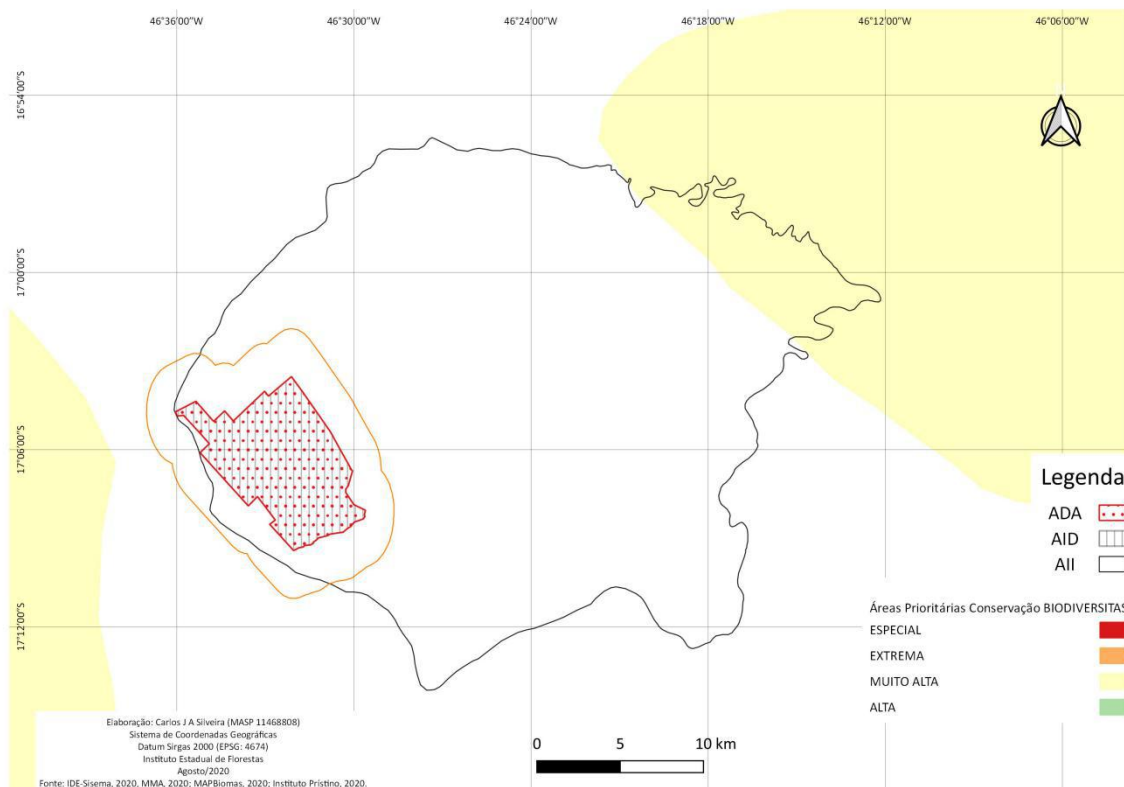 46°36'00"W 46°30'00"W 46°24'00"W 46°18'00"W 46°12'00"W 46°06'00"W
16°54'00"S
17°00'00"S
17°06'00"S
17°12'00"S
Legenda
ADA
AID
AII
Áreas Prioritárias Conservação BIODIVERSITAS
ESPECIAL
EXTREMA
MUITO ALTA
ALTA
Elaboração: Carlos J A Silveira (MASP 11468808)
Sistema de Coordenadas Geográficas
Datum Sirgas 2000 (EPSG: 4674)
Instituto Estadual de Florestas
Agosto/2020
Fonte: IDE-Sisema, 2020, MMA, 2020; MAPBiomas, 2020; Instituto Prístino, 2020.
0 5 10 km